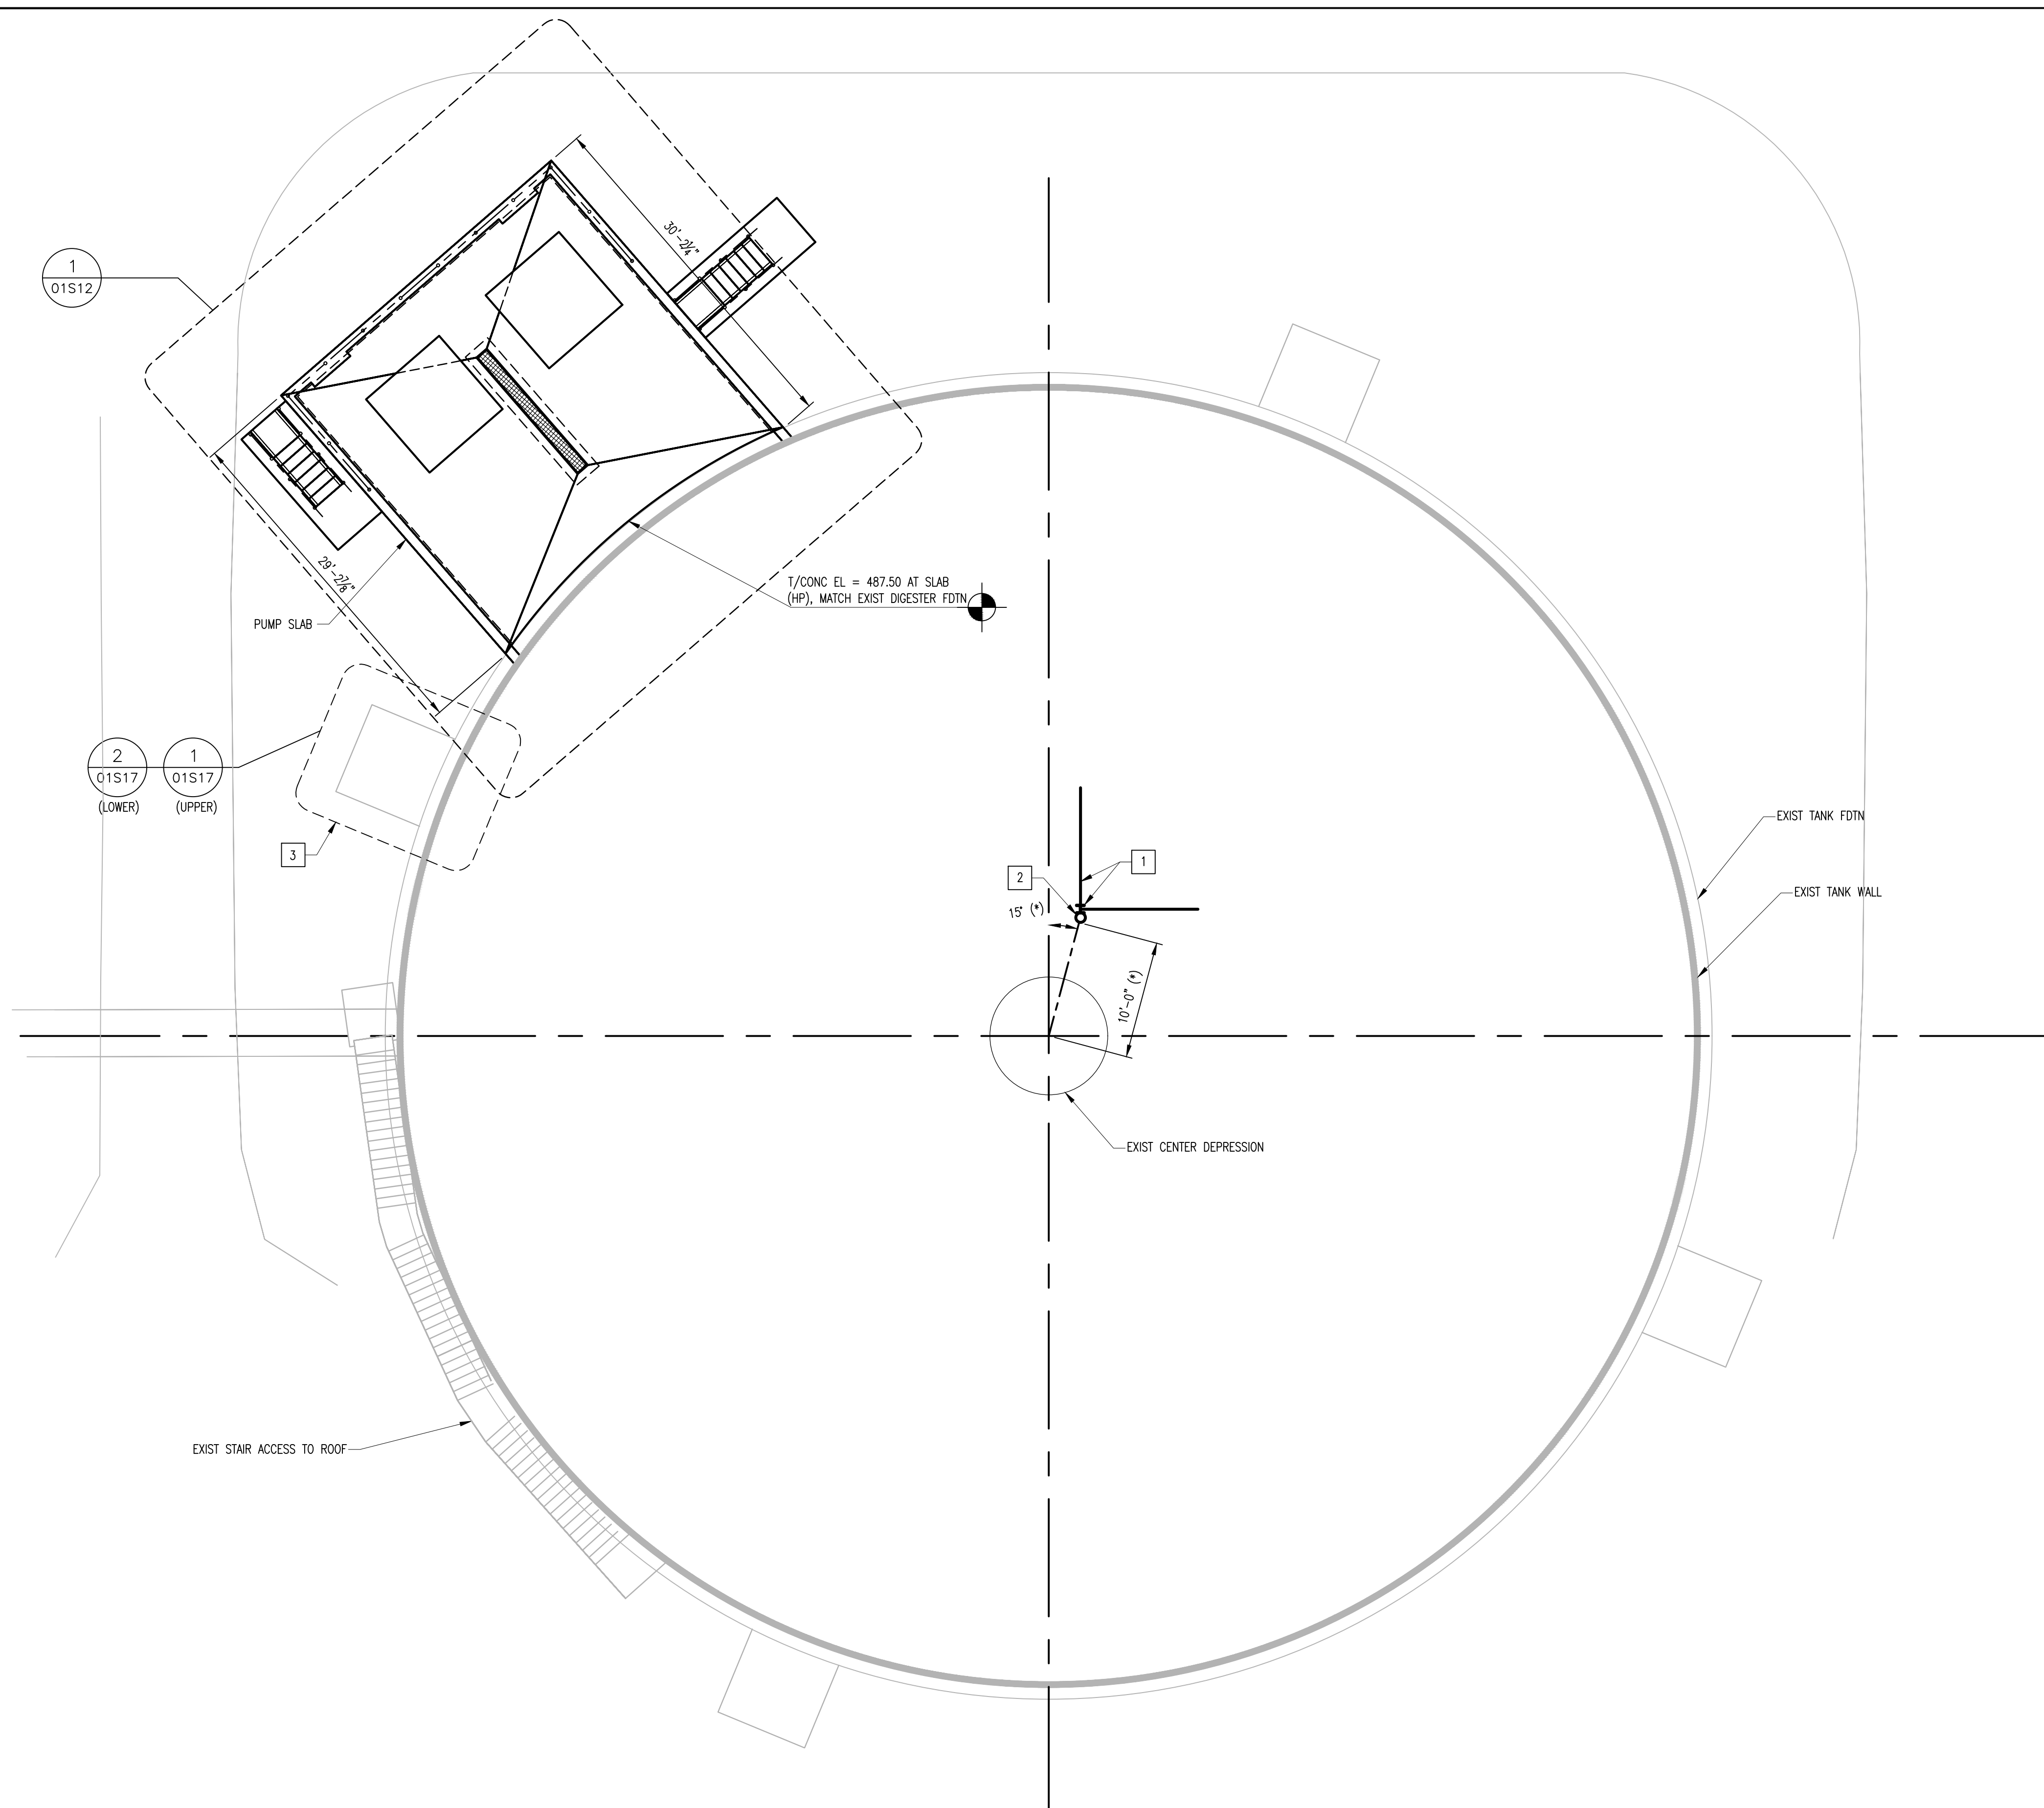 30'-2¼"
1
01S12
T/CONC EL = 487.50 AT SLAB
(HP), MATCH EXIST DIGESTER FDTN
29'-2⅞"
PUMP SLAB
2
01S17
(LOWER)
1
01S17
(UPPER)
3
EXIST TANK FDTN
1
2
EXIST TANK WALL
15° (*)
10'-0" (*)
EXIST CENTER DEPRESSION
EXIST STAIR ACCESS TO ROOF